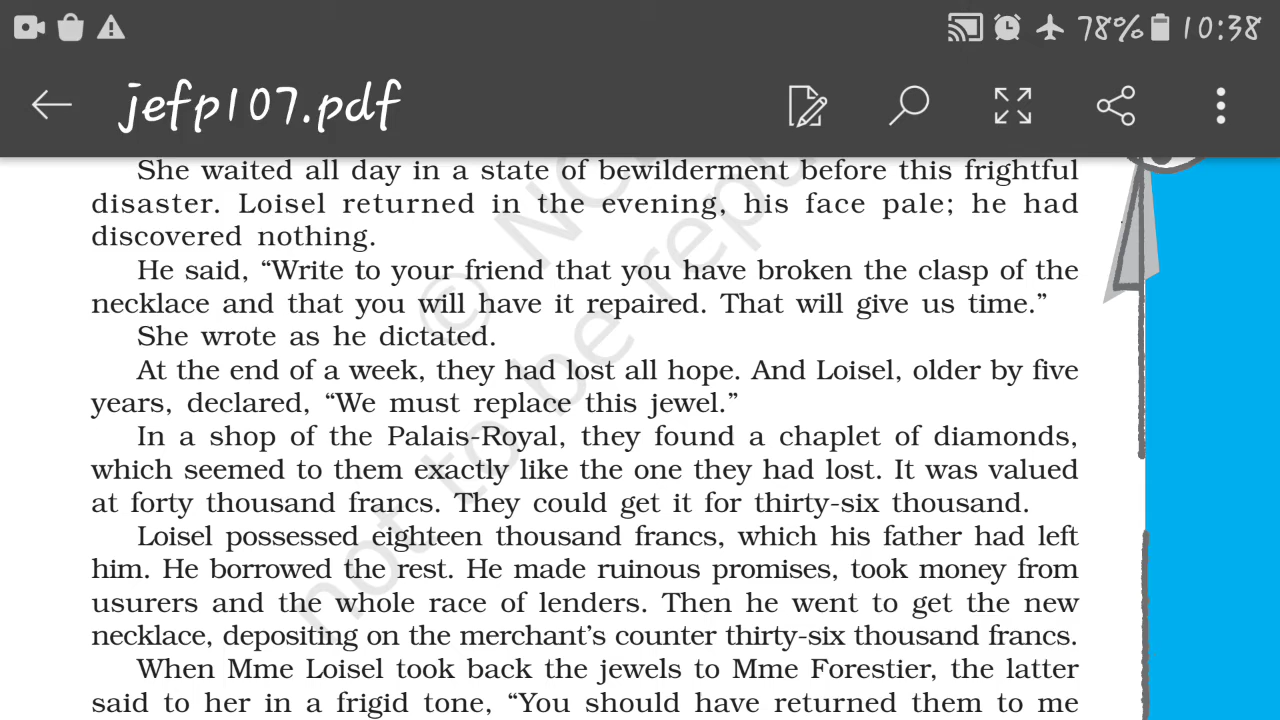 78% 10:38
jefp107.pdf
She waited all day in a state of bewilderment before this frightful
disaster. Loisel returned in the evening, his face pale; he had
discovered nothing.
He said, “Write to your friend that you have broken the clasp of the
necklace and that you will have it repaired. That will give us time.”
She wrote as he dictated.
At the end of a week, they had lost all hope. And Loisel, older by five
years, declared, “We must replace this jewel.”
In a shop of the Palais-Royal, they found a chaplet of diamonds,
which seemed to them exactly like the one they had lost. It was valued
at forty thousand francs. They could get it for thirty-six thousand.
Loisel possessed eighteen thousand francs, which his father had left
him. He borrowed the rest. He made ruinous promises, took money from
usurers and the whole race of lenders. Then he went to get the new
necklace, depositing on the merchant’s counter thirty-six thousand francs.
When Mme Loisel took back the jewels to Mme Forestier, the latter
said to her in a frigid tone, “You should have returned them to me
© NC
not to be repu